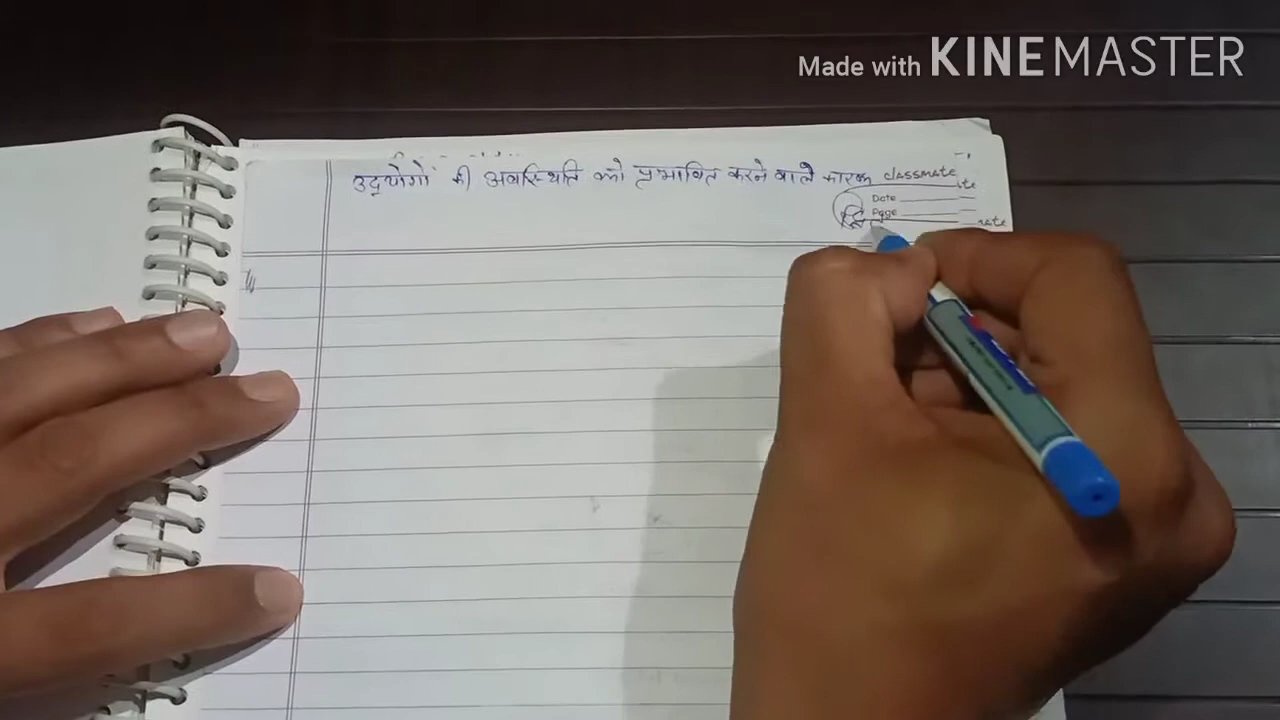 Made with KINEMASTER
उद्योगों की अवस्थिति को प्रभावित करने वाले कारक
classmate
Date
Page